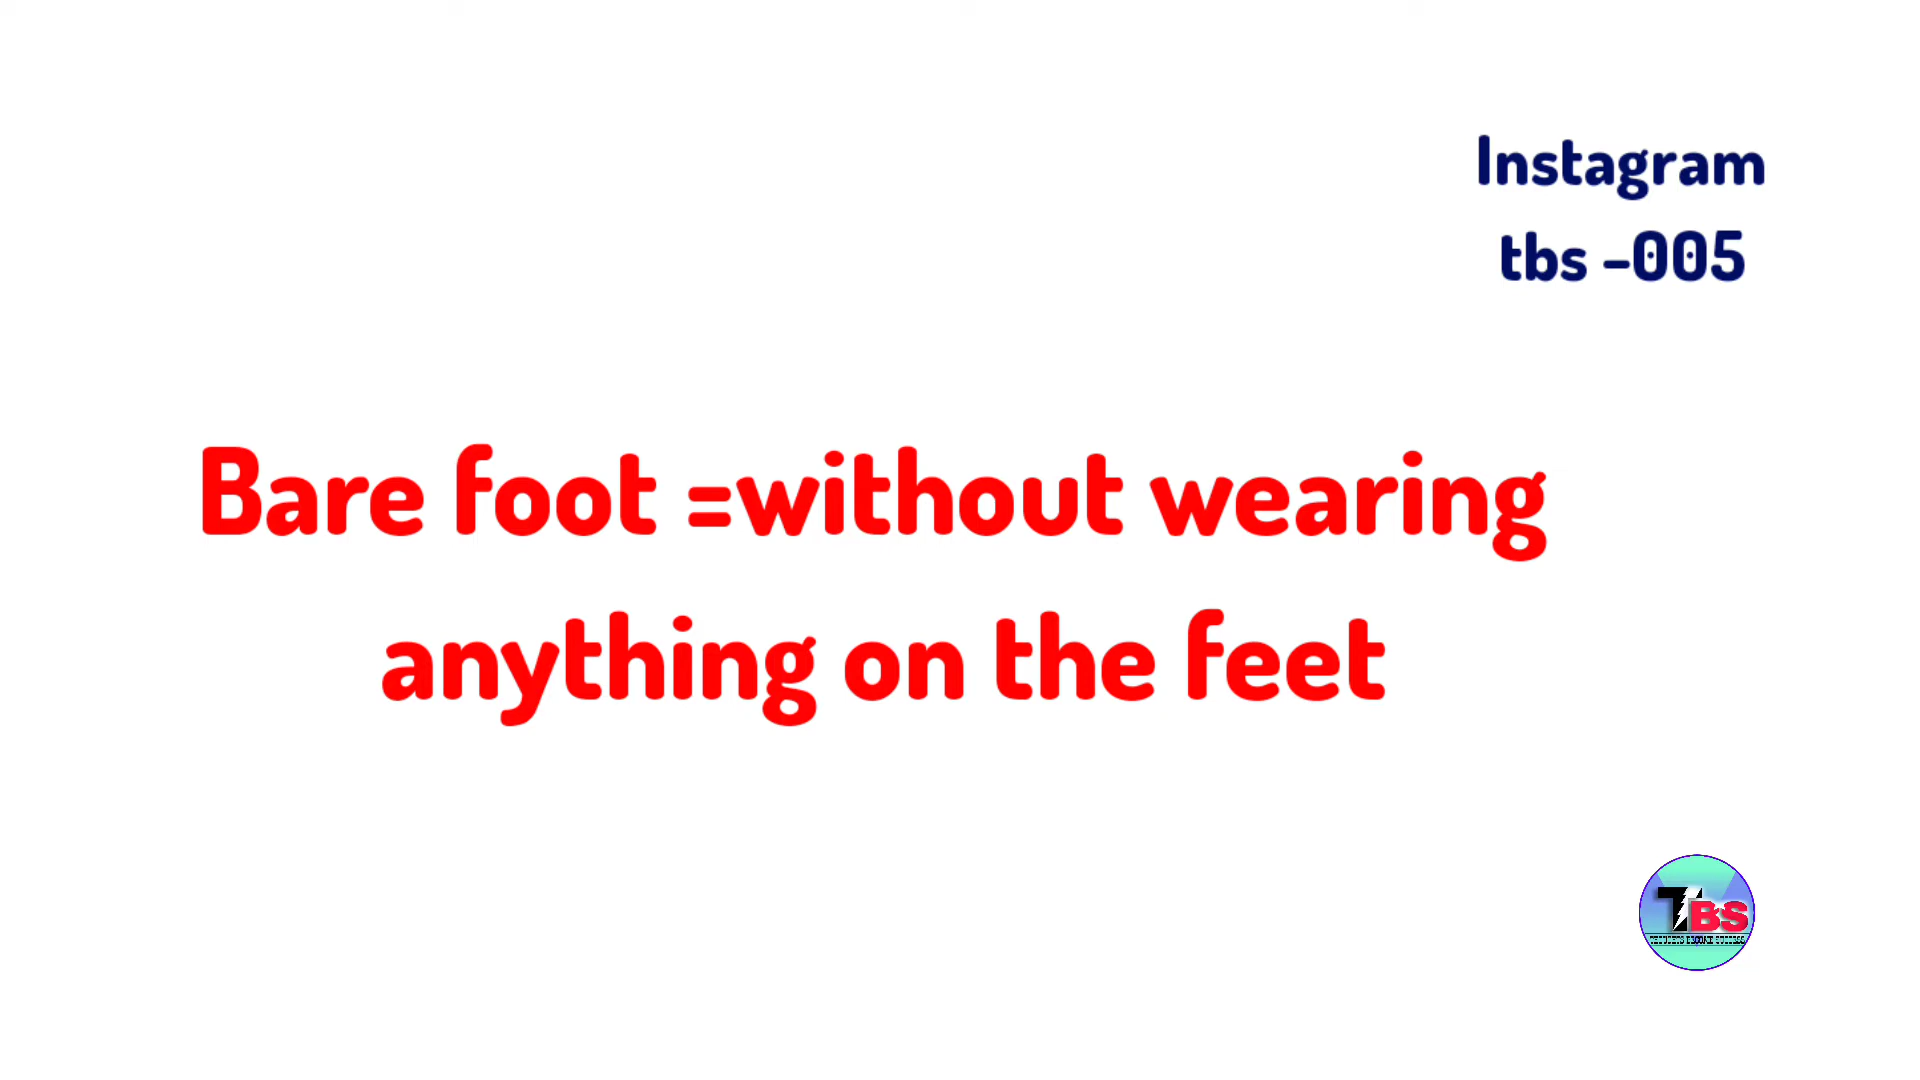 Instagram
tbs -005
Bare foot =without wearing
anything on the feet
TBS